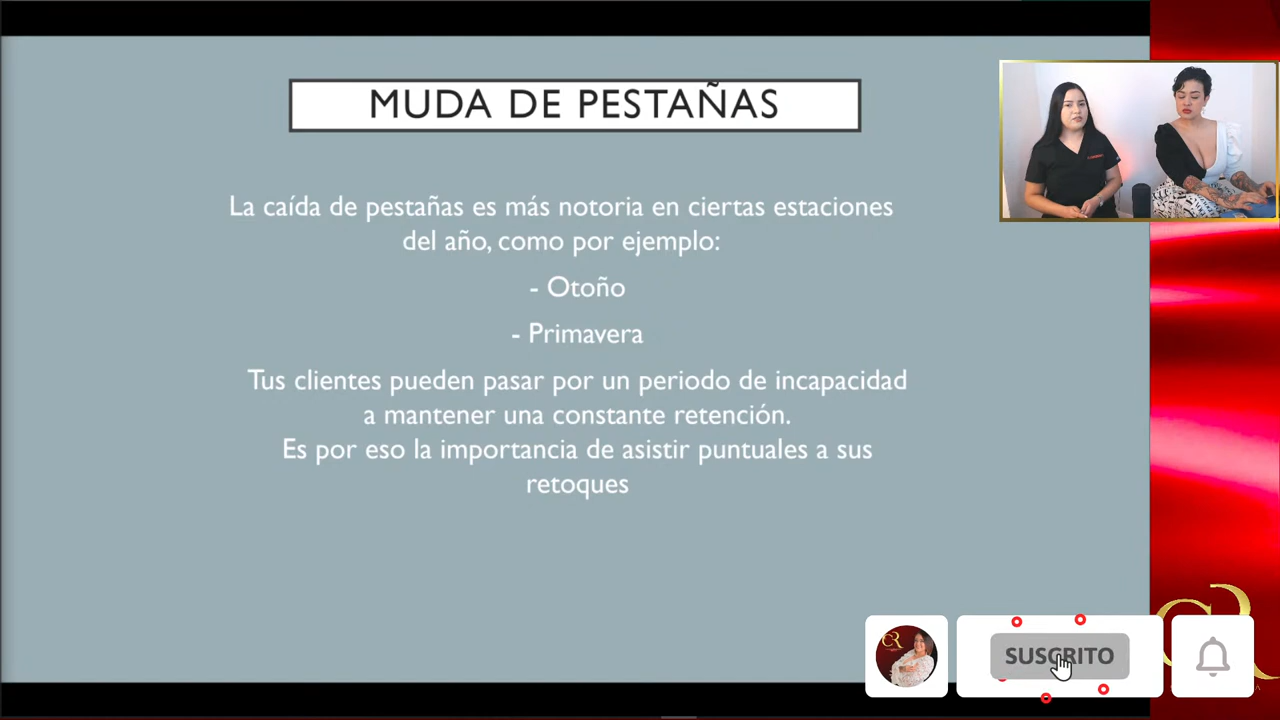 MUDA DE PESTAÑAS
La caída de pestañas es más notoria en ciertas estaciones
del año, como por ejemplo:
- Otoño
- Primavera
Tus clientes pueden pasar por un periodo de incapacidad
a mantener una constante retención.
Es por eso la importancia de asistir puntuales a sus
retoques
CR
SUSCRITO
CR